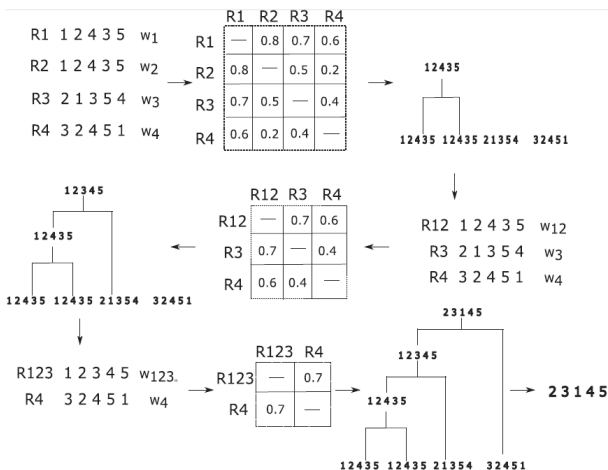 R1 1 2 4 3 5 w1
R2 1 2 4 3 5 w2
R3 2 1 3 5 4 w3
R4 3 2 4 5 1 w4
R1 R2 R3 R4
R1 — 0.8 0.7 0.6
R2 0.8 — 0.5 0.2
R3 0.7 0.5 — 0.4
R4 0.6 0.2 0.4 —
12435
12435 12435 21354 32451
R12 1 2 4 3 5 w12
R3 2 1 3 5 4 w3
R4 3 2 4 5 1 w4
R12 R3 R4
R12 — 0.7 0.6
R3 0.7 — 0.4
R4 0.6 0.4 —
12345
12435
12435 12435 21354 32451
R123 1 2 3 4 5 w123
R4 3 2 4 5 1 w4
R123 R4
R123 — 0.7
R4 0.7 —
23145
12345
12435
12435 12435 21354 32451
23145